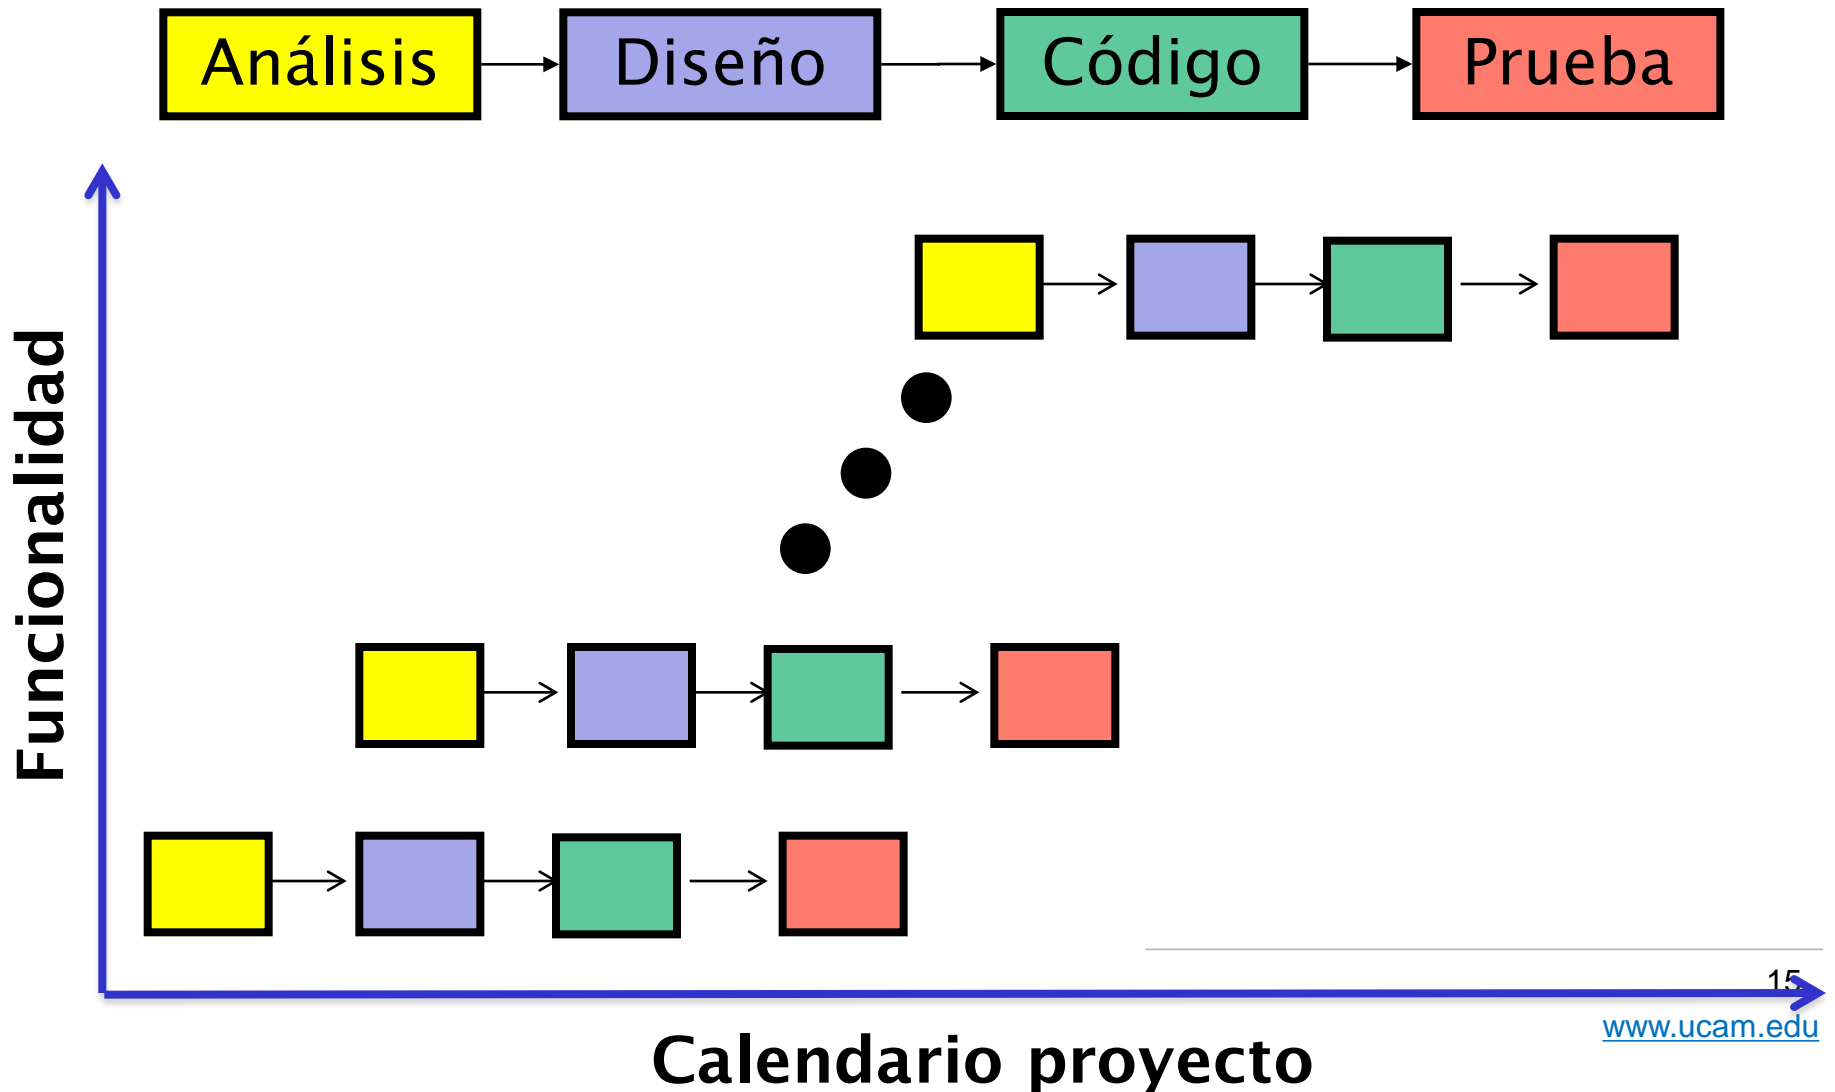 Análisis
Diseño
Código
Prueba
Funcionalidad
15
www.ucam.edu
Calendario proyecto